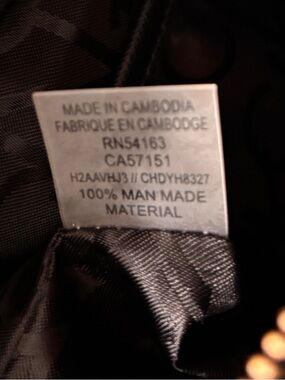 MADE IN CAMBODIA
FABRIQUE EN CAMBODGE
RN54163
CA57151
H2AAVHJ3 // CHDYH8327
100% MAN MADE
MATERIAL